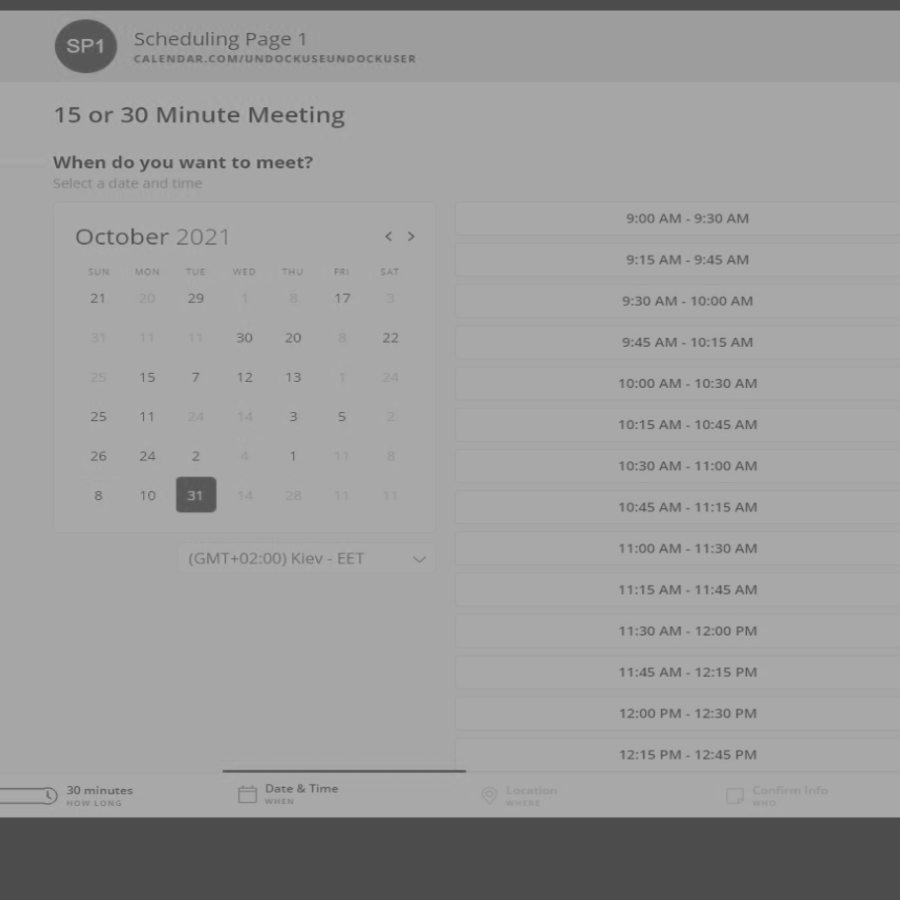 SP1
Scheduling Page 1
CALENDAR.COM/UNDOCKUSEUNDOCKUSER
15 or 30 Minute Meeting
When do you want to meet?
Select a date and time
October 2021 < >
SUN MON TUE WED THU FRI SAT
21 20 29 1 8 17 3
31 11 11 30 20 8 22
25 15 7 12 13 1 24
25 11 24 14 3 5 2
26 24 2 4 1 11 8
8 10 31 14 28 11 11
(GMT+02:00) Kiev - EET
9:00 AM - 9:30 AM
9:15 AM - 9:45 AM
9:30 AM - 10:00 AM
9:45 AM - 10:15 AM
10:00 AM - 10:30 AM
10:15 AM - 10:45 AM
10:30 AM - 11:00 AM
10:45 AM - 11:15 AM
11:00 AM - 11:30 AM
11:15 AM - 11:45 AM
11:30 AM - 12:00 PM
11:45 AM - 12:15 PM
12:00 PM - 12:30 PM
12:15 PM - 12:45 PM
30 minutes
HOW LONG
Date & Time
WHEN
Location
WHERE
Confirm Info
WHO